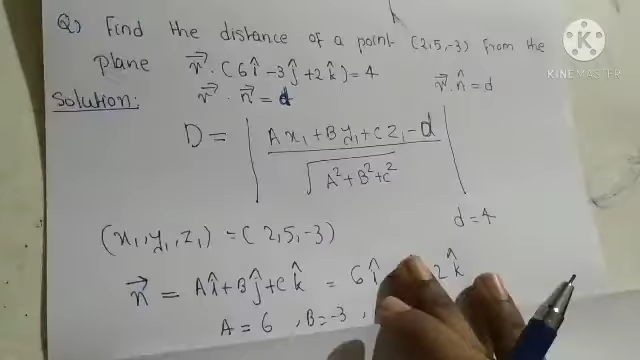 Q) Find the distance of a point (2,5,-3) from the
plane r⃗ . (6î -3ĵ +2k̂) = 4
Solution: r⃗ . n⃗ = d
r⃗ . n̂ = d
D = | Ax₁ + By₁ + Cz₁ - d / √A² + B² + C² |
d = 4
(x₁, y₁, z₁) = (2,5,-3)
n⃗ = Aî + Bĵ + Ck̂ = 6î 2k̂
A = 6 , B = -3 ,
KINEMASTER